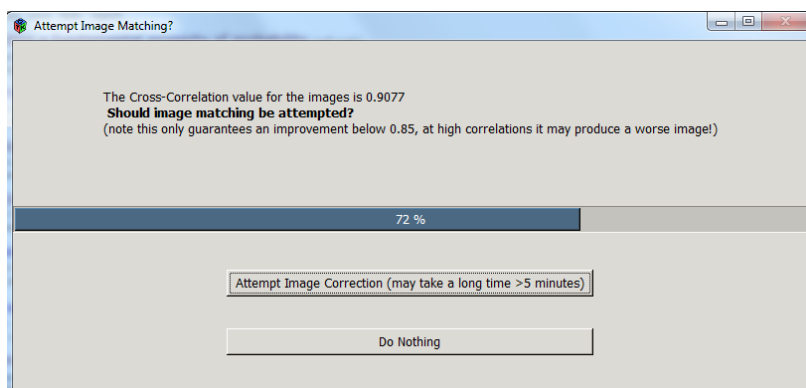 Attempt Image Matching?
The Cross-Correlation value for the images is 0.9077
Should image matching be attempted?
(note this only guarantees an improvement below 0.85, at high correlations it may produce a worse image!)
72 %
Attempt Image Correction (may take a long time >5 minutes)
Do Nothing